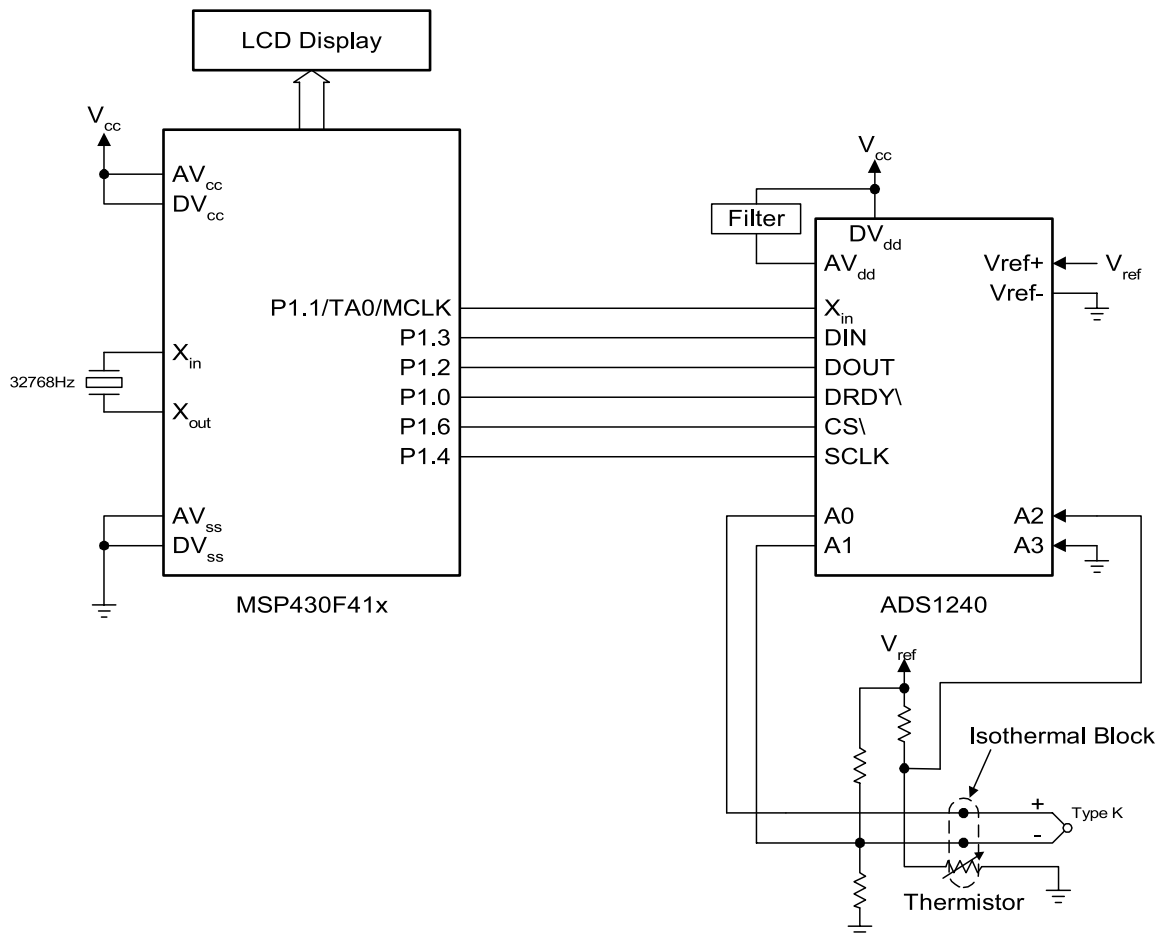 LCD Display
Vcc
AVcc
DVcc
P1.1/TA0/MCLK
P1.3
P1.2
P1.0
P1.6
P1.4
Xin
32768Hz
Xout
AVss
DVss
MSP430F41x
Vcc
Filter
DVdd
AVdd
Vref+
Vref
Vref-
Xin
DIN
DOUT
DRDY\
CS\
SCLK
A0
A2
A1
A3
ADS1240
Vref
Isothermal Block
+
Type K
-
Thermistor